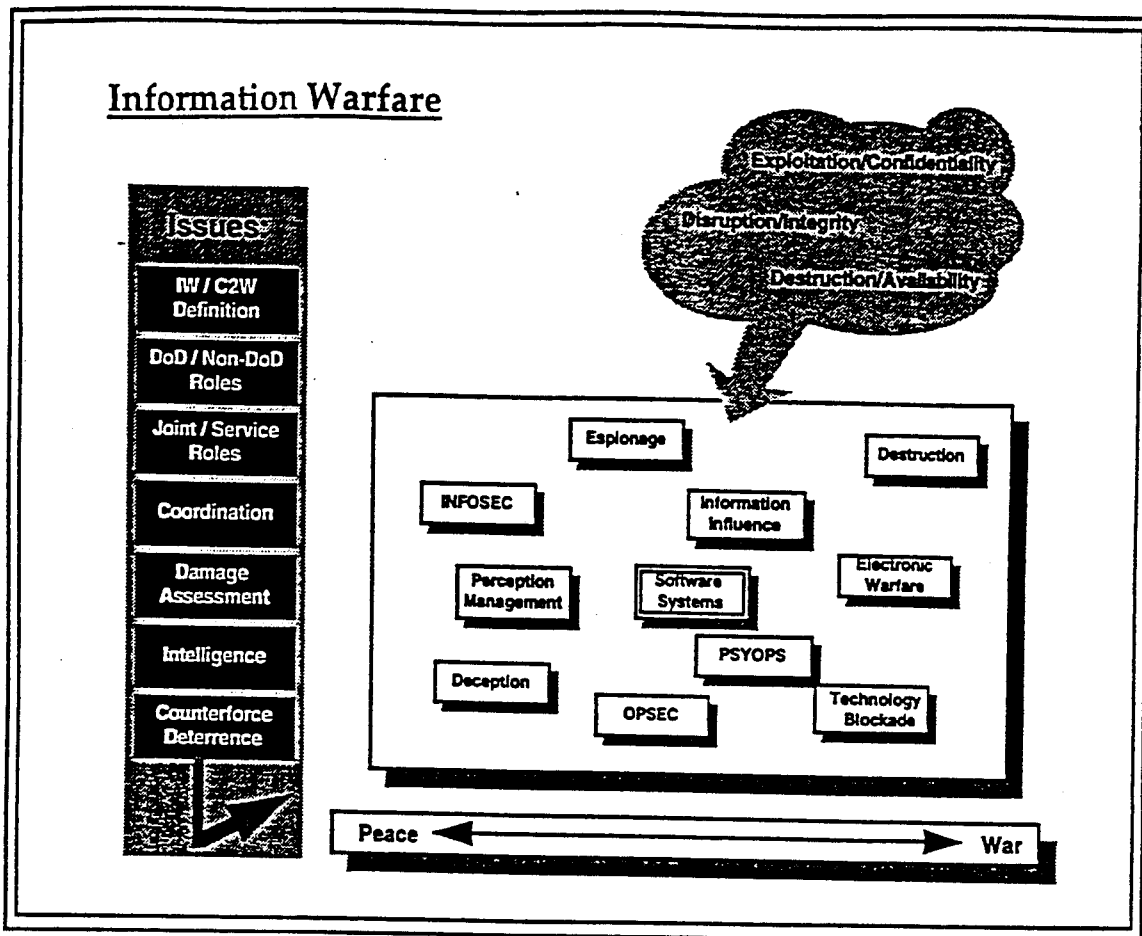 Information Warfare
Issues:
IW / C2W
Definition
DoD / Non-DoD
Roles
Joint / Service
Roles
Coordination
Damage
Assessment
Intelligence
Counterforce
Deterrence
Exploitation/Confidentiality
Disruption/Integrity
Destruction/Availability
Espionage
Destruction
INFOSEC
Information
Influence
Perception
Management
Software
Systems
Electronic
Warfare
Deception
PSYOPS
OPSEC
Technology
Blockade
Peace
War